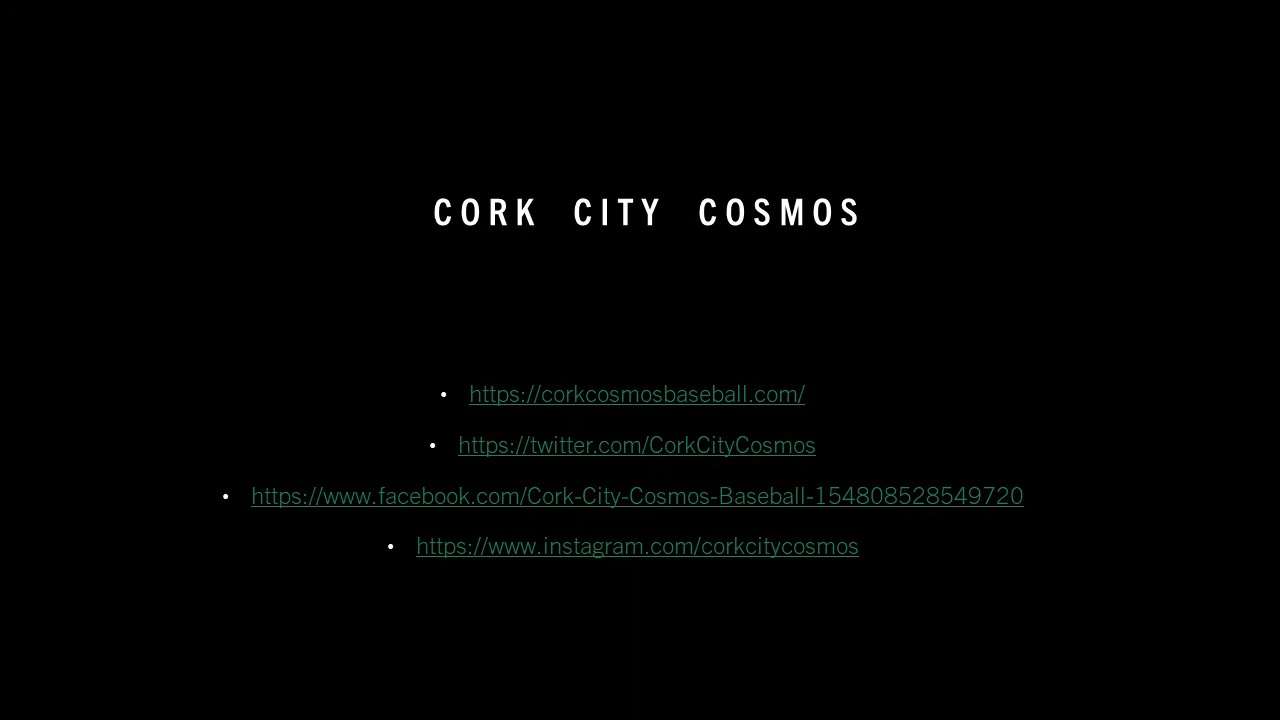 CORK CITY COSMOS
• https://corkcosmosbaseball.com/
• https://twitter.com/CorkCityCosmos
• https://www.facebook.com/Cork-City-Cosmos-Baseball-154808528549720
• https://www.instagram.com/corkcitycosmos